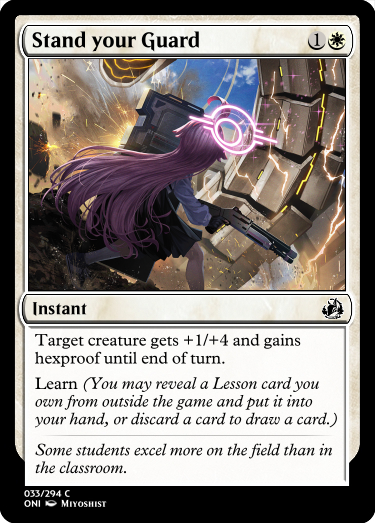 Stand your Guard 1
Instant
Target creature gets +1/+4 and gains
hexproof until end of turn.
Learn (You may reveal a Lesson card you
own from outside the game and put it into
your hand, or discard a card to draw a card.)
Some students excel more on the field than in
the classroom.
033/294 C
ONI Miyoshist